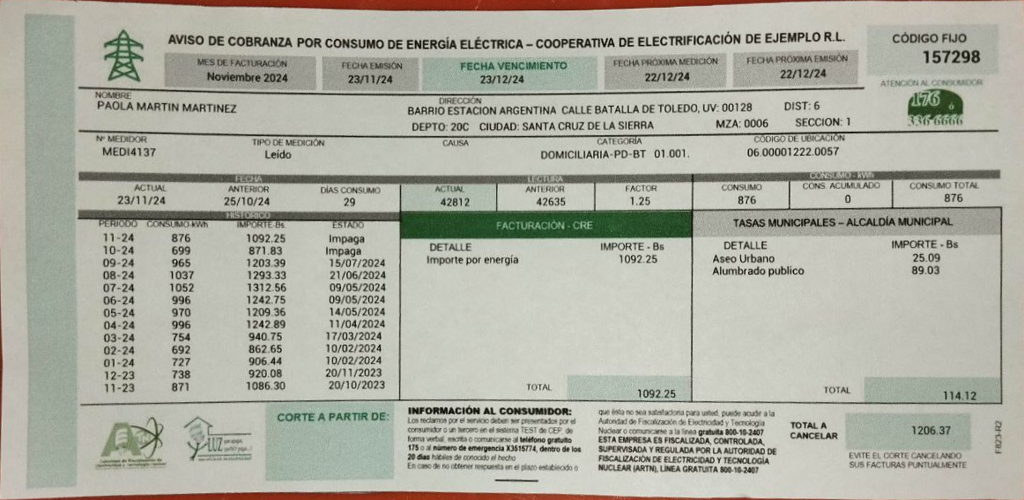 AVISO DE COBRANZA POR CONSUMO DE ENERGÍA ELÉCTRICA – COOPERATIVA DE ELECTRIFICACIÓN DE EJEMPLO R.L.
CÓDIGO FIJO
157298
MES DE FACTURACIÓN
Noviembre 2024
FECHA EMISIÓN
23/11/24
FECHA VENCIMIENTO
23/12/24
FECHA PRÓXIMA MEDICIÓN
22/12/24
FECHA PRÓXIMA EMISIÓN
22/12/24
ATENCIÓN AL CONSUMIDOR
176 ó
336 6666
NOMBRE
PAOLA MARTIN MARTINEZ
DIRECCIÓN
BARRIO ESTACION ARGENTINA CALLE BATALLA DE TOLEDO, UV: 00128 DIST: 6
DEPTO: 20C CIUDAD: SANTA CRUZ DE LA SIERRA MZA: 0006 SECCION: 1
Nº MEDIDOR TIPO DE MEDICIÓN CAUSA CATEGORÍA CÓDIGO DE UBICACIÓN
MEDI4137 Leído DOMICILIARIA-PD-BT 01.001. 06.00001222.0057
FECHA LECTURA CONSUMO - kWh
ACTUAL ANTERIOR DÍAS CONSUMO ACTUAL ANTERIOR FACTOR CONSUMO CONS. ACUMULADO CONSUMO TOTAL
23/11/24 25/10/24 29 42812 42635 1.25 876 0 876
HISTÓRICO
PERIODO CONSUMO-kWh IMPORTE-Bs ESTADO
11-24 876 1092.25 Impaga
10-24 699 871.83 Impaga
09-24 965 1203.39 15/07/2024
08-24 1037 1293.33 21/06/2024
07-24 1052 1312.56 09/05/2024
06-24 996 1242.75 09/05/2024
05-24 970 1209.36 14/05/2024
04-24 996 1242.89 11/04/2024
03-24 754 940.75 17/03/2024
02-24 692 862.65 10/02/2024
01-24 727 906.44 10/02/2024
12-23 738 920.08 20/11/2023
11-23 871 1086.30 20/10/2023
FACTURACIÓN - CRE
DETALLE IMPORTE - Bs
Importe por energía 1092.25
TOTAL 1092.25
TASAS MUNICIPALES – ALCALDÍA MUNICIPAL
DETALLE IMPORTE - Bs
Aseo Urbano 25.09
Alumbrado publico 89.03
TOTAL 114.12
LUZ
CORTE A PARTIR DE:
INFORMACIÓN AL CONSUMIDOR:
Los reclamos por el servicio deben ser presentados por el
consumidor o un tercero en el sistema TEST de CEP, de
forma verbal, escrita o comunicarse al teléfono gratuito
175 o al número de emergencia X3515774, dentro de los
20 días hábiles de conocido el hecho
En caso de no obtener respuesta en el plazo establecido o
que ésta no sea satisfactoria para usted, puede acudir a la
Autoridad de Fiscalización de Electricidad y Tecnología
Nuclear o comunicarse a la línea gratuita 800-10-2407
ESTA EMPRESA ES FISCALIZADA, CONTROLADA,
SUPERVISADA Y REGULADA POR LA AUTORIDAD DE
FISCALIZACIÓN DE ELECTRICIDAD Y TECNOLOGÍA
NUCLEAR (ARTN), LÍNEA GRATUITA 800-10-2407
TOTAL A
CANCELAR
1206.37
EVITE EL CORTE CANCELANDO
SUS FACTURAS PUNTUALMENTE
F823-R2